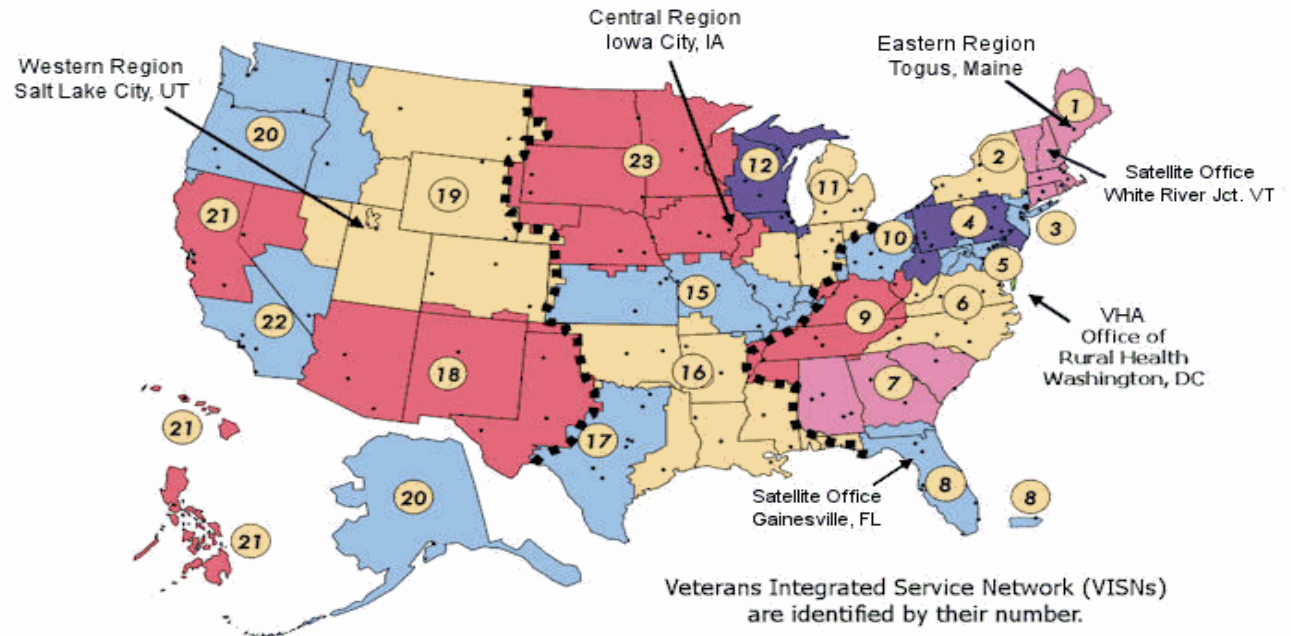 Central Region
Iowa City, IA
Eastern Region
Togus, Maine
Western Region
Salt Lake City, UT
1
20
2
23
12
11
Satellite Office
White River Jct. VT
19
21
4
3
10
5
15
6
22
9
VHA
Office of
Rural Health
Washington, DC
18
16
7
21
17
20
8
8
Satellite Office
Gainesville, FL
21
Veterans Integrated Service Network (VISNs)
are identified by their number.